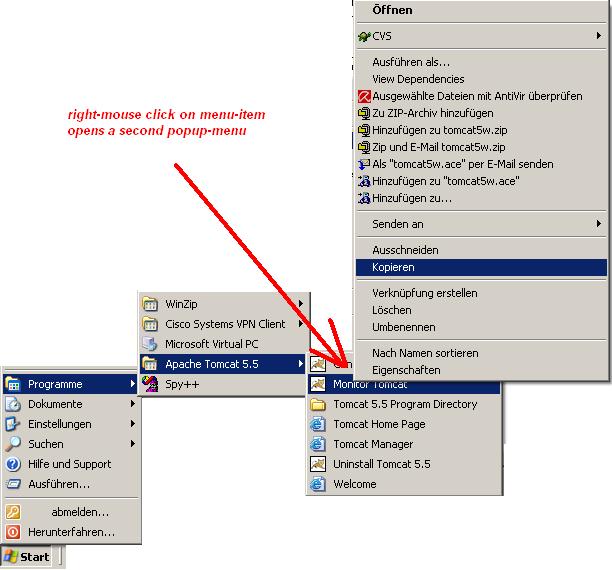 Öffnen
CVS
Ausführen als...
View Dependencies
Ausgewählte Dateien mit AntiVir überprüfen
Zu ZIP-Archiv hinzufügen
Hinzufügen zu tomcat5w.zip
Zip und E-Mail tomcat5w.zip
Als "tomcat5w.ace" per E-Mail senden
Hinzufügen zu "tomcat5w.ace"
Hinzufügen zu...
Senden an
Ausschneiden
Kopieren
Verknüpfung erstellen
Löschen
Umbenennen
Nach Namen sortieren
Eigenschaften
right-mouse click on menu-item
opens a second popup-menu
WinZip
Cisco Systems VPN Client
Microsoft Virtual PC
Apache Tomcat 5.5
Spy++
Monitor Tomcat
Tomcat 5.5 Program Directory
Tomcat Home Page
Tomcat Manager
Uninstall Tomcat 5.5
Welcome
Programme
Dokumente
Einstellungen
Suchen
Hilfe und Support
Ausführen...
abmelden...
Herunterfahren...
Start